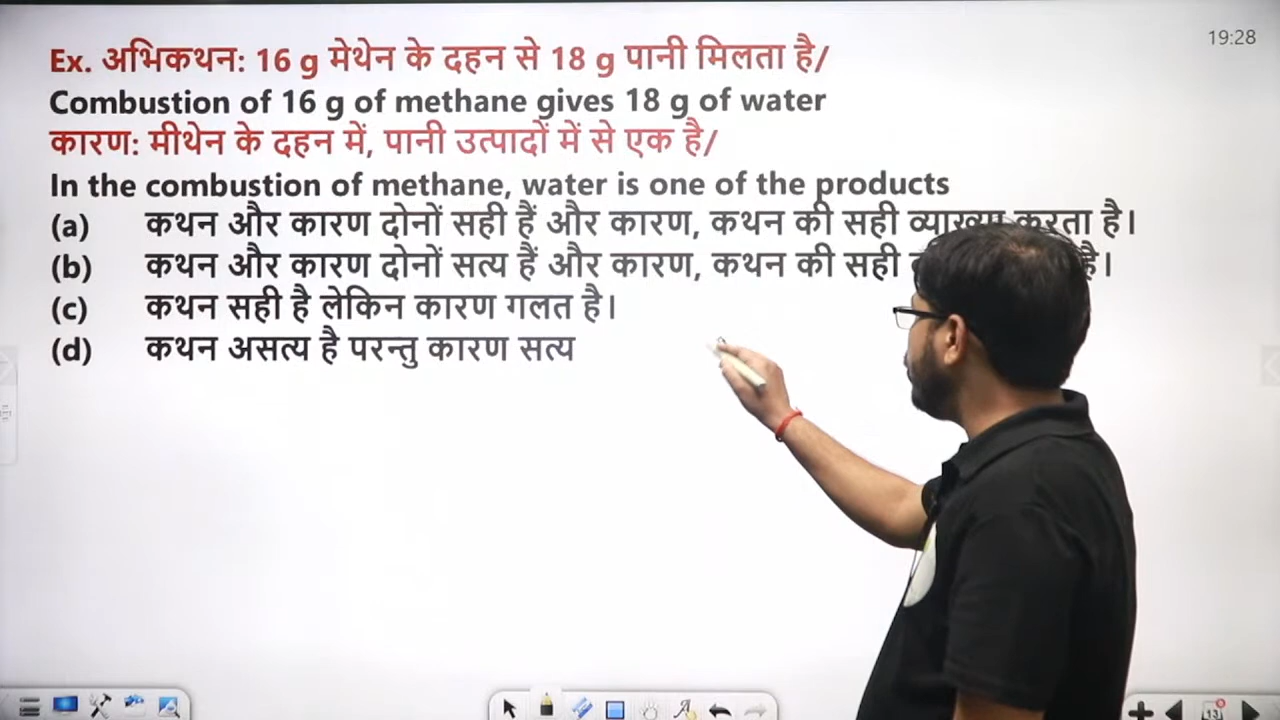 19:28
Ex. अभिकथन: 16 g मेथेन के दहन से 18 g पानी मिलता है/
Combustion of 16 g of methane gives 18 g of water
कारण: मीथेन के दहन में, पानी उत्पादों में से एक है/
In the combustion of methane, water is one of the products
(a) कथन और कारण दोनों सही हैं और कारण, कथन की सही व्याख्या करता है।
(b) कथन और कारण दोनों सत्य हैं और कारण, कथन की सही है।
(c) कथन सही है लेकिन कारण गलत है।
(d) कथन असत्य है परन्तु कारण सत्य